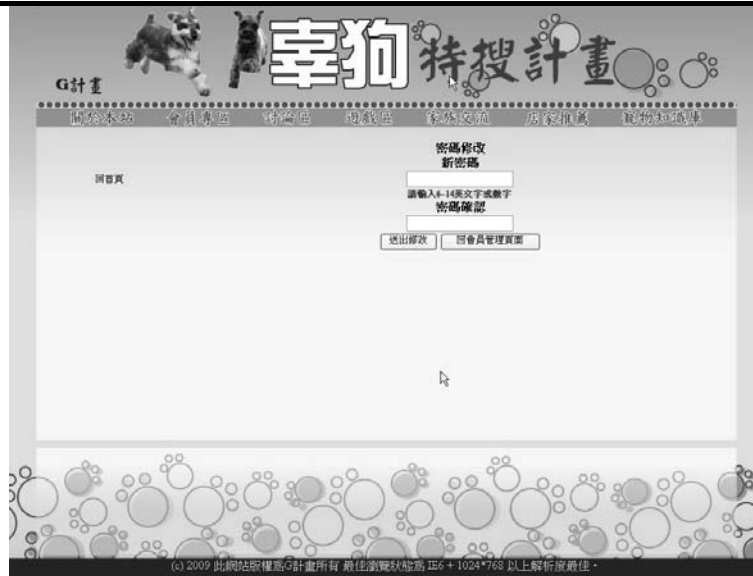 辜狗特搜計畫
G計畫
關於本站 會員專區 討論區 遊戲區 家族交流 店家推薦 寵物知識庫
密碼修改
新密碼
回首頁
請輸入6-14英文字或數字
密碼確認
送出修改 回會員管理頁面
(c) 2009 此網站版權為G計畫所有 最佳瀏覽狀態為 IE6 + 1024*768 以上解析度最佳。